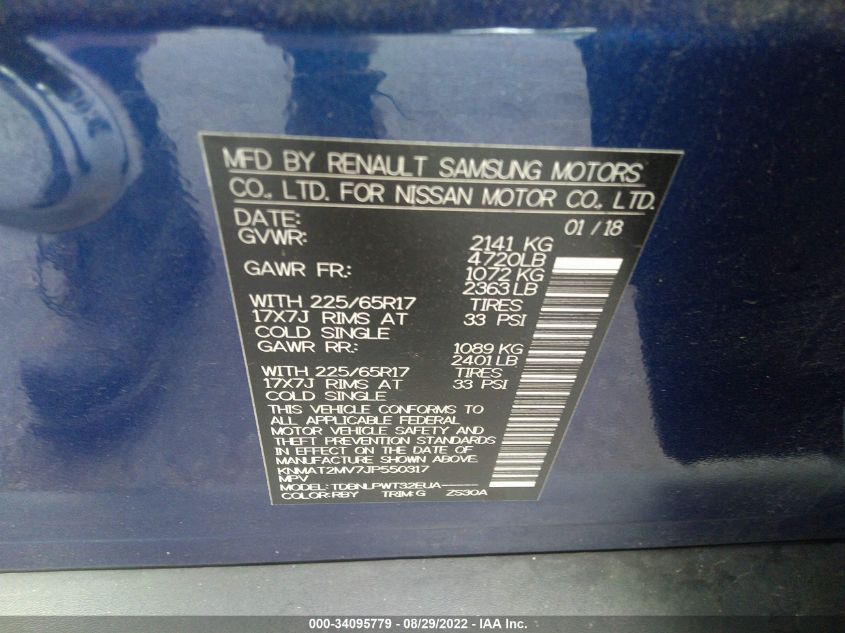 MFD BY RENAULT SAMSUNG MOTORS
CO., LTD. FOR NISSAN MOTOR CO., LTD.
DATE: 01/18
GVWR: 2141 KG
4720LB
GAWR FR.: 1072 KG
2363 LB
WITH 225/65R17 TIRES
17X7J RIMS AT 33 PSI
COLD SINGLE
GAWR RR.: 1089 KG
2401 LB
WITH 225/65R17 TIRES
17X7J RIMS AT 33 PSI
COLD SINGLE
THIS VEHICLE CONFORMS TO
ALL APPLICABLE FEDERAL
MOTOR VEHICLE SAFETY AND
THEFT PREVENTION STANDARDS
IN EFFECT ON THE DATE OF
MANUFACTURE SHOWN ABOVE.
KNMAT2MV7JP550317
MPV
MODEL: TDBNLPWT32EUA-----
COLOR:RBY TRIM:G ZS30A
000-34095779 - 08/29/2022 - IAA Inc.